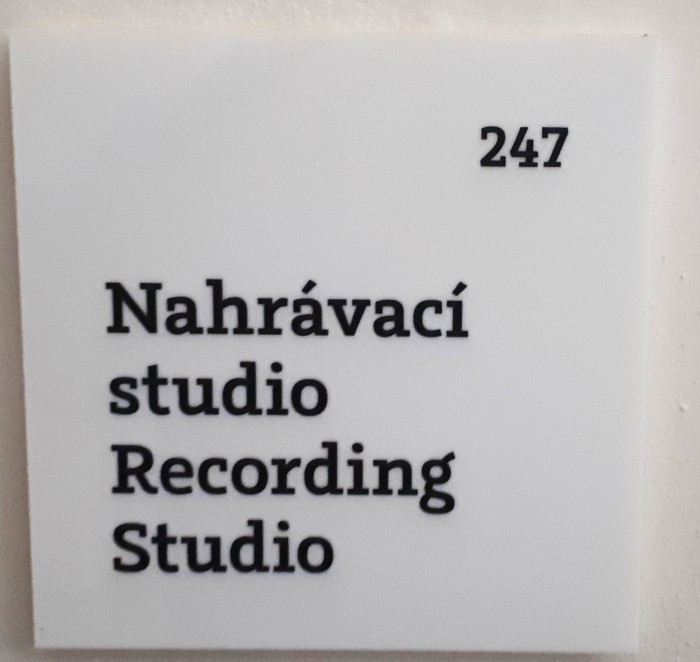 247
Nahrávací
studio
Recording
Studio